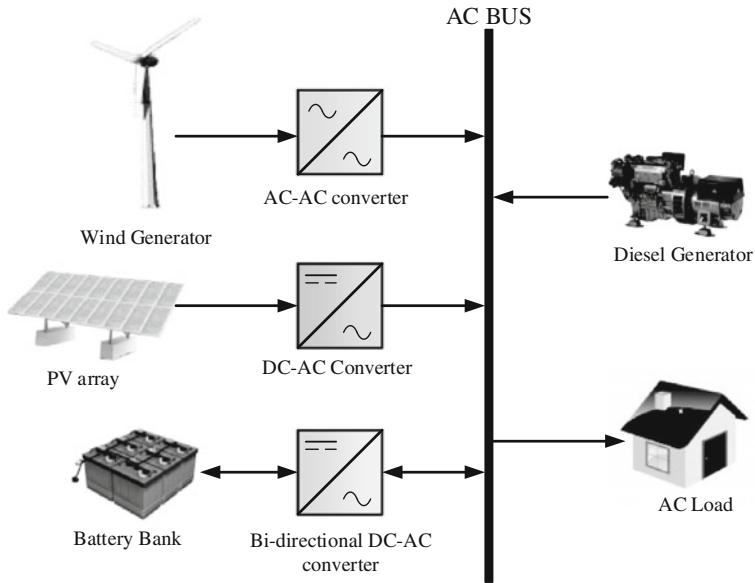 AC BUS
AC-AC converter
Wind Generator
Diesel Generator
PV array
DC-AC Converter
AC Load
Battery Bank
Bi-directional DC-AC
converter